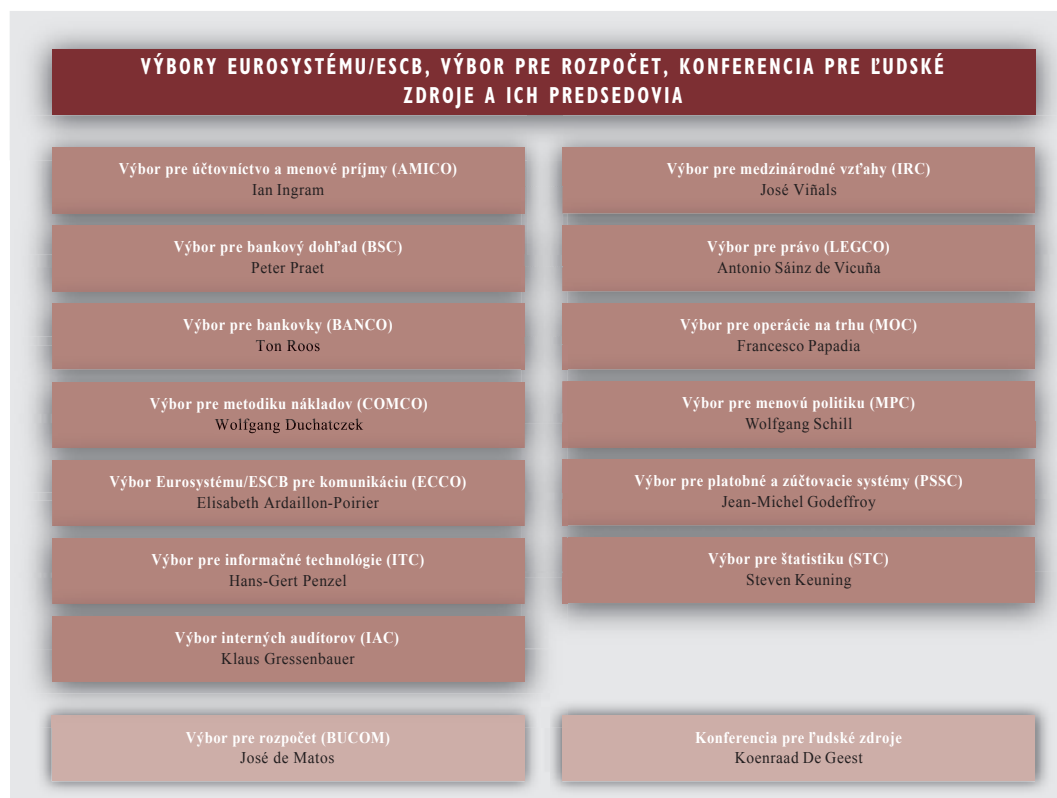 VÝBORY EUROSYSTÉMU/ESCB, VÝBOR PRE ROZPOČET, KONFERENCIA PRE ĽUDSKÉ
ZDROJE A ICH PREDSEDOVIA
Výbor pre účtovníctvo a menové príjmy (AMICO)
Ian Ingram
Výbor pre bankový dohľad (BSC)
Peter Praet
Výbor pre bankovky (BANCO)
Ton Roos
Výbor pre metodiku nákladov (COMCO)
Wolfgang Duchatczek
Výbor Eurosystému/ESCB pre komunikáciu (ECCO)
Elisabeth Ardaillon-Poirier
Výbor pre informačné technológie (ITC)
Hans-Gert Penzel
Výbor interných audítorov (IAC)
Klaus Gressenbauer
Výbor pre medzinárodné vzťahy (IRC)
José Viñals
Výbor pre právo (LEGCO)
Antonio Sáinz de Vicuña
Výbor pre operácie na trhu (MOC)
Francesco Papadia
Výbor pre menovú politiku (MPC)
Wolfgang Schill
Výbor pre platobné a zúčtovacie systémy (PSSC)
Jean-Michel Godeffroy
Výbor pre štatistiku (STC)
Steven Keuning
Výbor pre rozpočet (BUCOM)
José de Matos
Konferencia pre ľudské zdroje
Koenraad De Geest